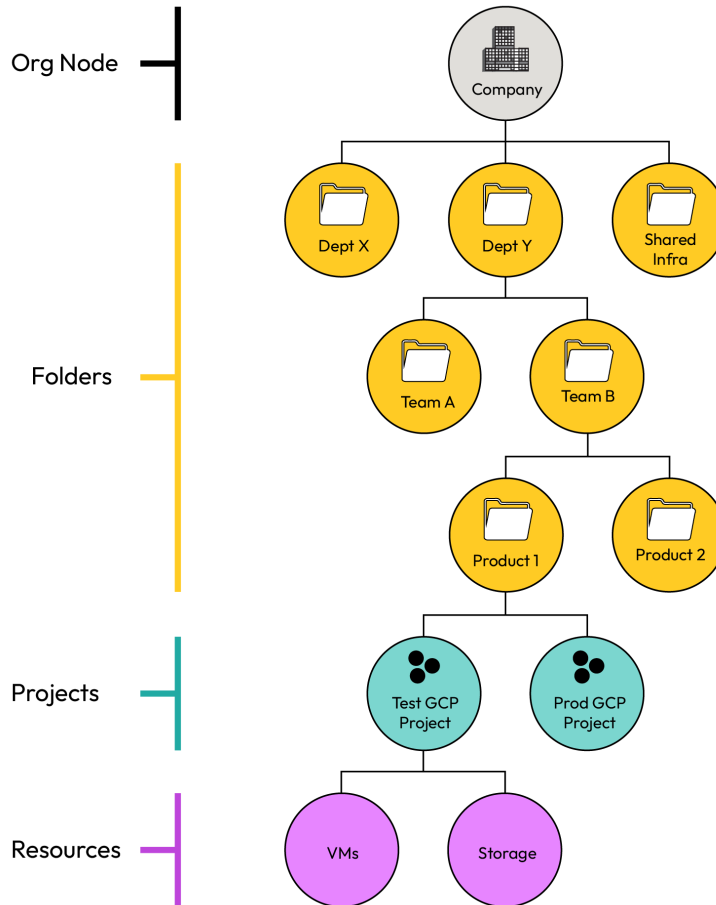 Org Node
Company
Dept X
Dept Y
Shared
Infra
Folders
Team A
Team B
Product 1
Product 2
Projects
Test GCP
Project
Prod GCP
Project
Resources
VMs
Storage